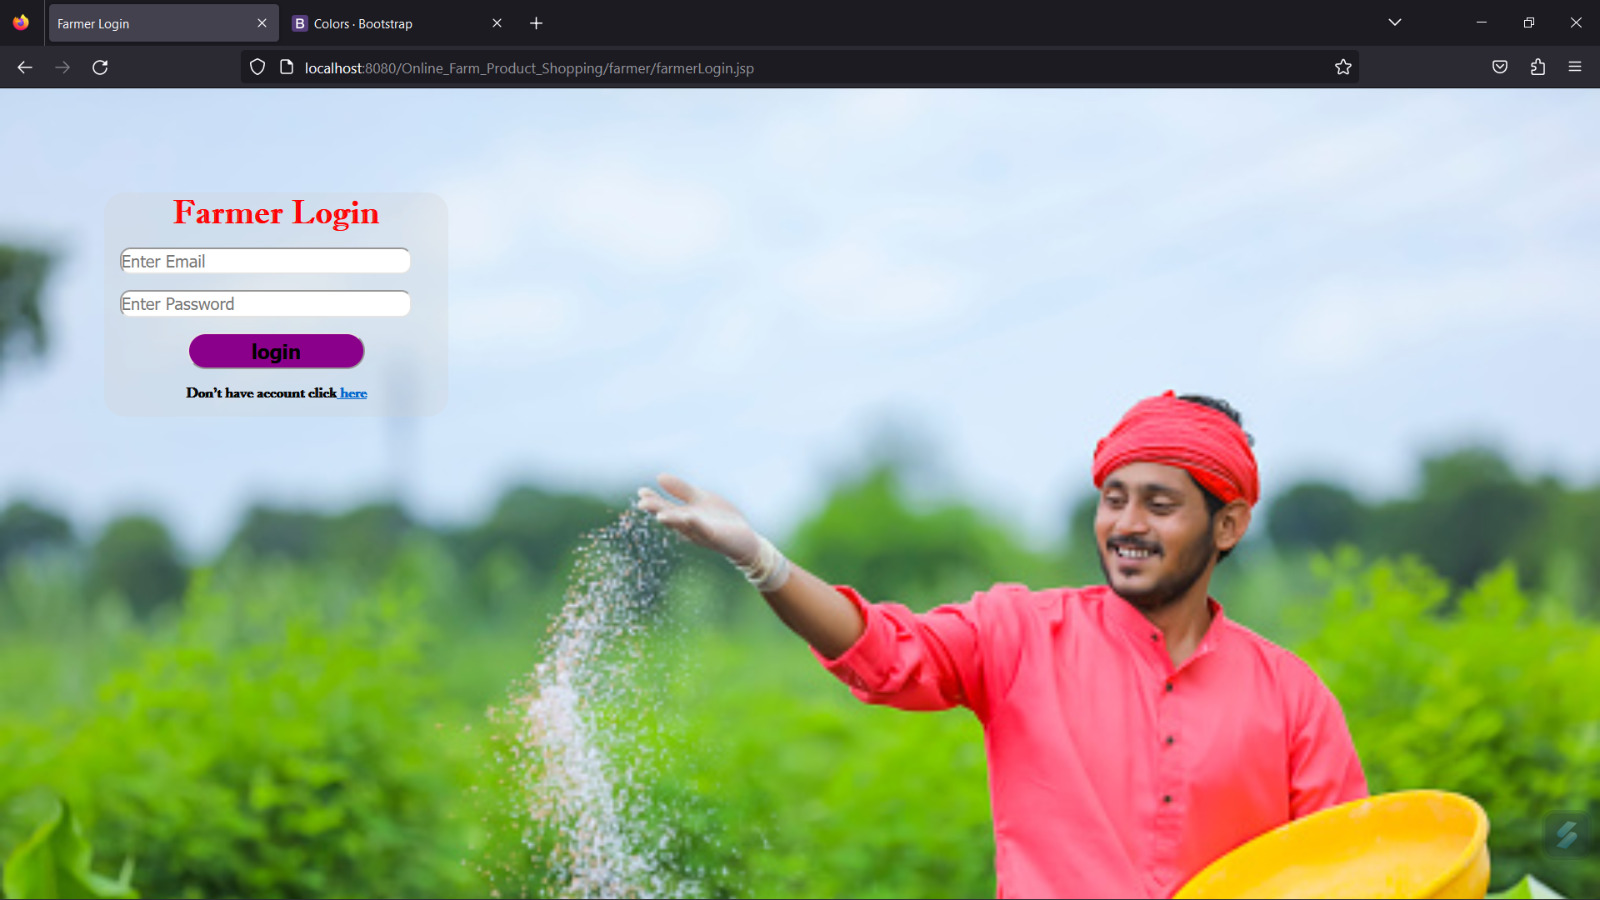 Farmer Login
Colors · Bootstrap
localhost:8080/Online_Farm_Product_Shopping/farmer/farmerLogin.jsp
Farmer Login
Enter Email
Enter Password
login
Don't have account click here